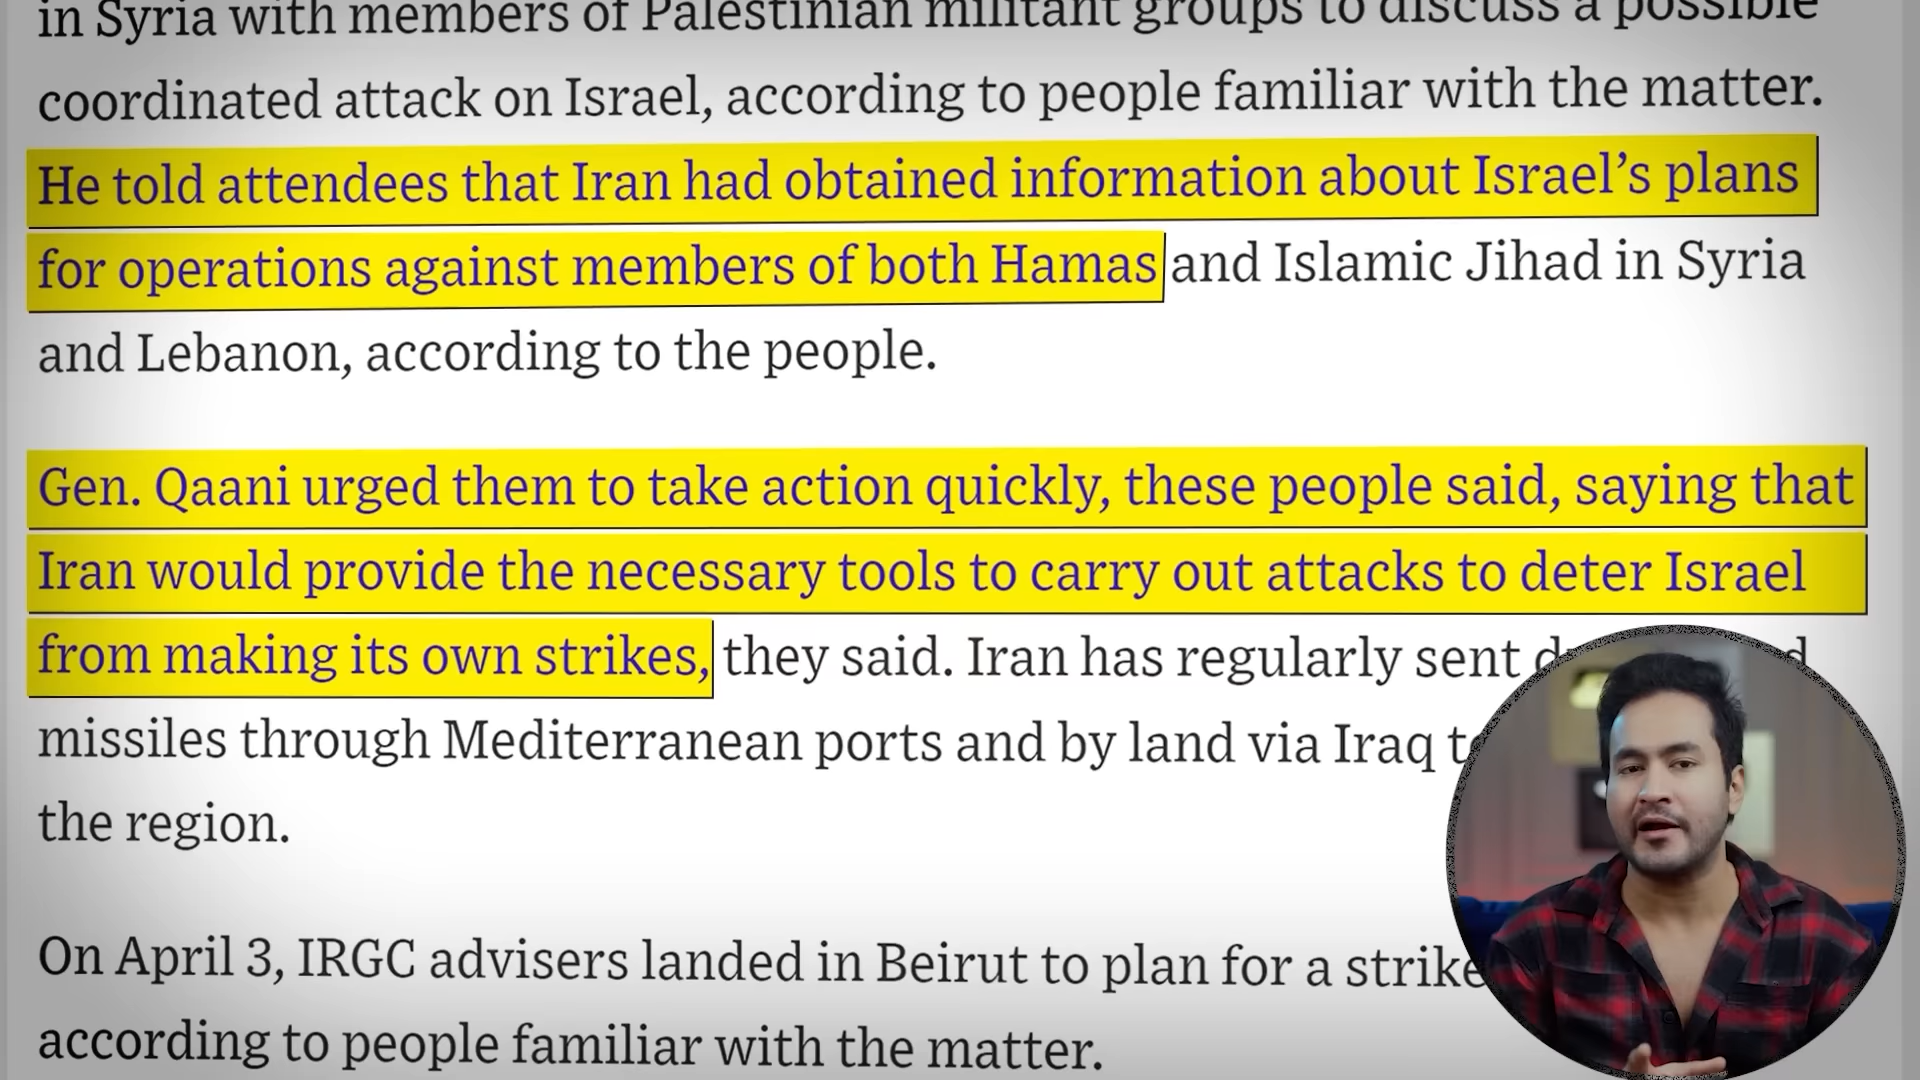 in Syria with members of Palestinian militant groups to discuss a possible
coordinated attack on Israel, according to people familiar with the matter.
He told attendees that Iran had obtained information about Israel’s plans
for operations against members of both Hamas and Islamic Jihad in Syria
and Lebanon, according to the people.
Gen. Qaani urged them to take action quickly, these people said, saying that
Iran would provide the necessary tools to carry out attacks to deter Israel
from making its own strikes, they said. Iran has regularly sent
missiles through Mediterranean ports and by land via Iraq
the region.
On April 3, IRGC advisers landed in Beirut to plan for a strike
according to people familiar with the matter.